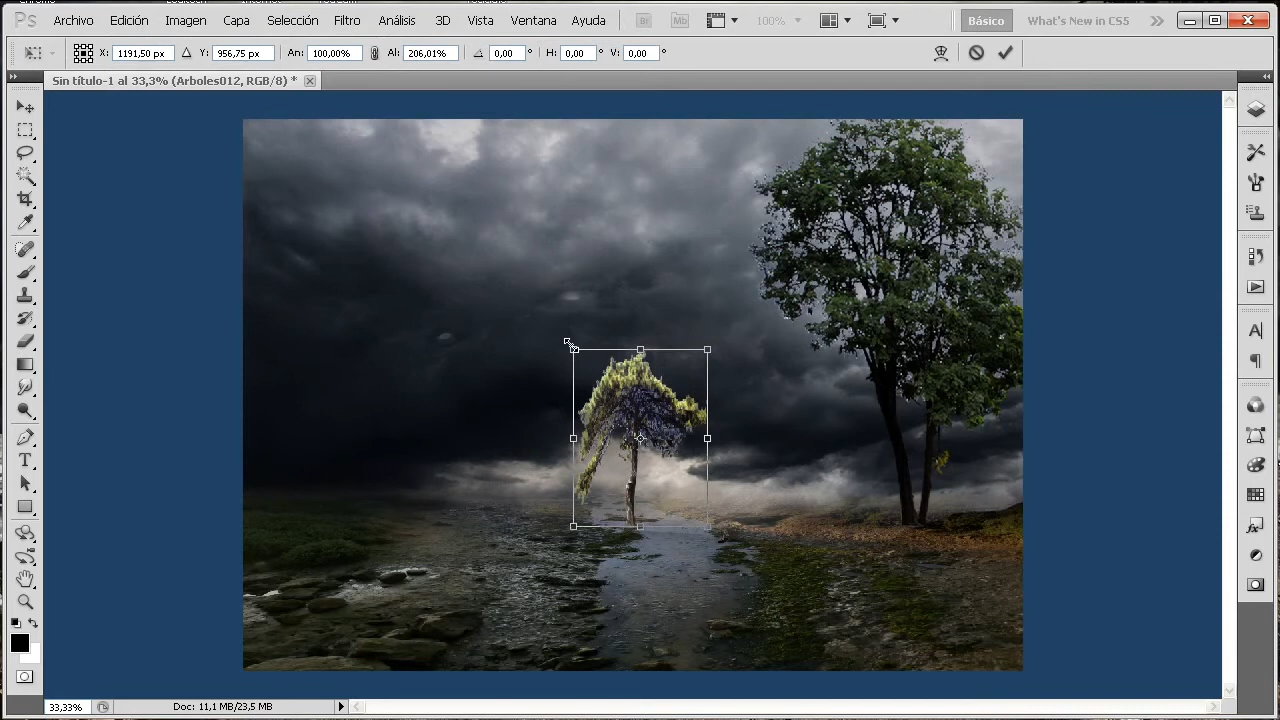 Ps Archivo Edición Imagen Capa Selección Filtro Análisis 3D Vista Ventana Ayuda Br Mb 100% Básico What's New in CS5
X: 1191,50 px Y: 956,75 px An: 100,00% Al: 206,01% 0,00 ° H: 0,00 ° V: 0,00 °
Sin título-1 al 33,3% (Arboles012, RGB/8) *
33,33% Doc: 11,1 MB/23,5 MB